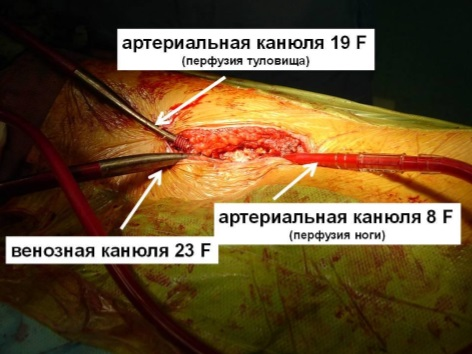 артериальная канюля 19 F
(перфузия туловища)
артериальная канюля 8 F
(перфузия ноги)
венозная канюля 23 F